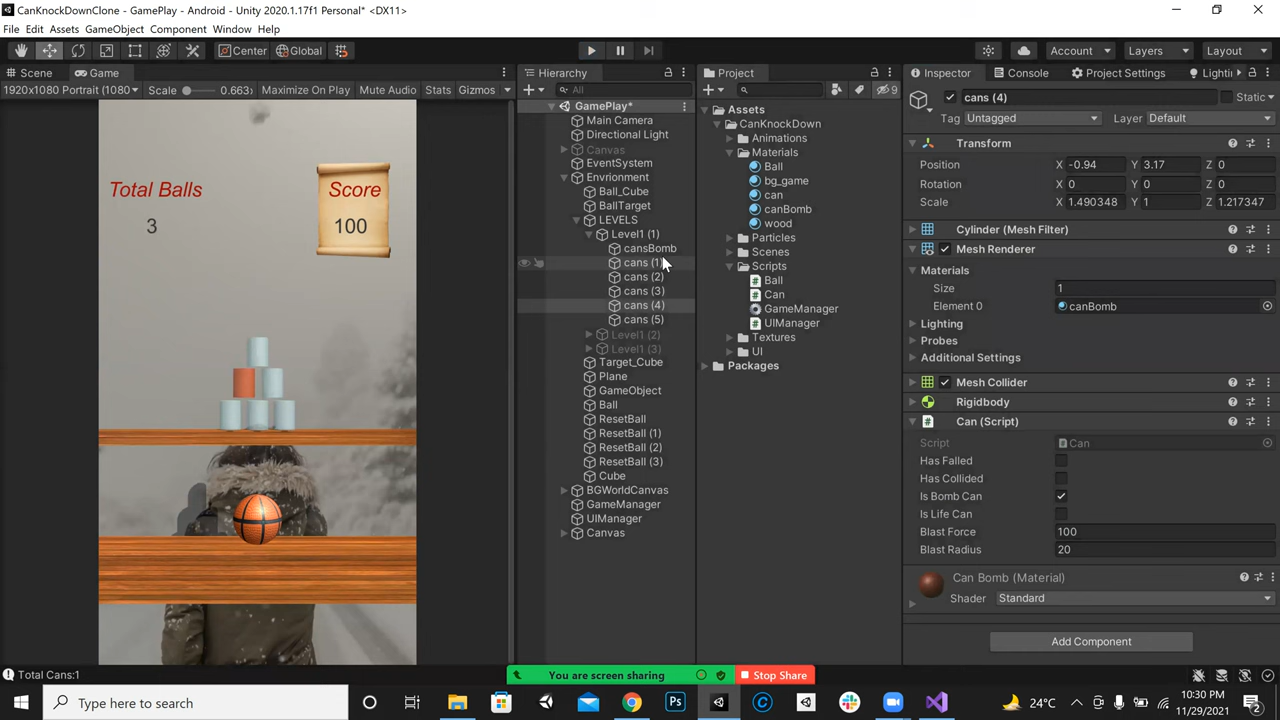 CanKnockDownClone - GamePlay - Android - Unity 2020.1.17f1 Personal* <DX11>
File Edit Assets GameObject Component Window Help
Center Global Account Layers Layout
Scene Game
1920x1080 Portrait (1080 Scale 0.663x Maximize On Play Mute Audio Stats Gizmos
Total Balls
3
Score
100
Total Cans:1
Hierarchy
All
GamePlay*
Main Camera
Directional Light
Canvas
EventSystem
Envrionment
Ball_Cube
BallTarget
LEVELS
Level1 (1)
cansBomb
cans (1)
cans (2)
cans (3)
cans (4)
cans (5)
Level1 (2)
Level1 (3)
Target_Cube
Plane
GameObject
Ball
ResetBall
ResetBall (1)
ResetBall (2)
ResetBall (3)
Cube
BGWorldCanvas
GameManager
UIManager
Canvas
Project
9
Assets
CanKnockDown
Animations
Materials
Ball
bg_game
can
canBomb
wood
Particles
Scenes
Scripts
Ball
Can
GameManager
UIManager
Textures
UI
Packages
Inspector Console Project Settings Lighti
cans (4) Static
Tag Untagged Layer Default
Transform
Position X -0.94 Y 3.17 Z 0
Rotation X 0 Y 0 Z 0
Scale X 1.490348 Y 1 Z 1.217347
Cylinder (Mesh Filter)
Mesh Renderer
Materials
Size 1
Element 0 canBomb
Lighting
Probes
Additional Settings
Mesh Collider
Rigidbody
Can (Script)
Script Can
Has Falled
Has Collided
Is Bomb Can
Is Life Can
Blast Force 100
Blast Radius 20
Can Bomb (Material)
Shader Standard
Add Component
You are screen sharing Stop Share
Type here to search
Ps
24°C
10:30 PM
11/29/2021
2